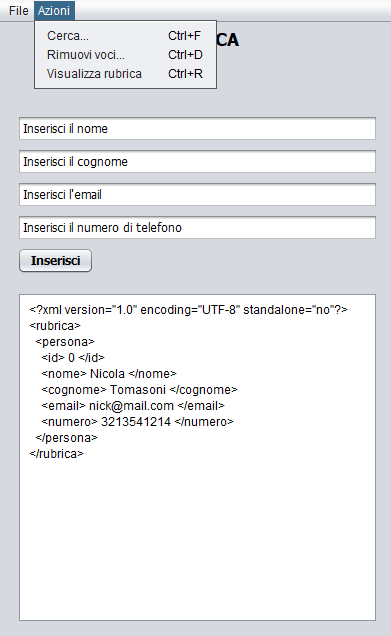 File Azioni
Cerca... Ctrl+F
Rimuovi voci... Ctrl+D
Visualizza rubrica Ctrl+R
CA
Inserisci il nome
Inserisci il cognome
Inserisci l'email
Inserisci il numero di telefono
Inserisci
<?xml version="1.0" encoding="UTF-8" standalone="no"?>
<rubrica>
<persona>
<id> 0 </id>
<nome> Nicola </nome>
<cognome> Tomasoni </cognome>
<email> nick@mail.com </email>
<numero> 3213541214 </numero>
</persona>
</rubrica>